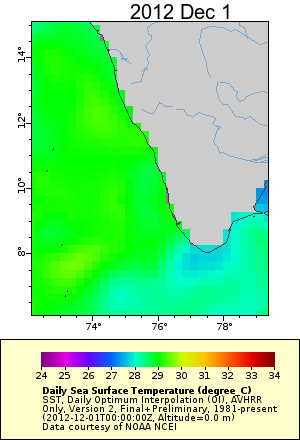 2012 Dec 1
14°
12°
10°
8°
74° 76° 78°
24 25 26 27 28 29 30 31 32 33 34
Daily Sea Surface Temperature (degree_C)
SST, Daily Optimum Interpolation (OI), AVHRR
Only, Version 2, Final+Preliminary, 1981-present
(2012-12-01T00:00:00Z, Altitude=0.0 m)
Data courtesy of NOAA NCEI